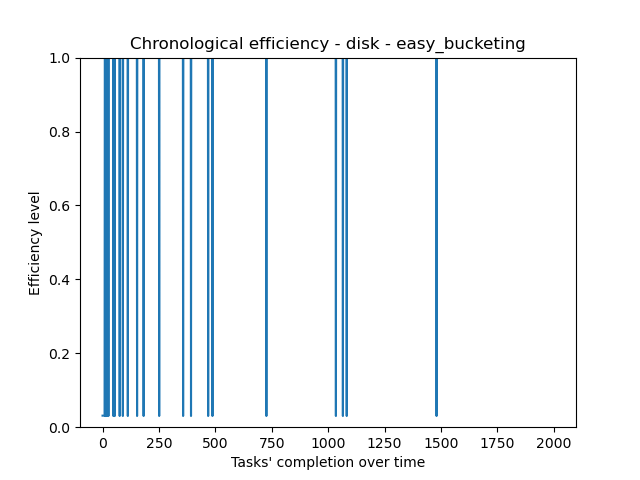 Chronological efficiency - disk - easy_bucketing
1.0
0.8
0.6
0.4
0.2
0.0
Efficiency level
0 250 500 750 1000 1250 1500 1750 2000
Tasks' completion over time